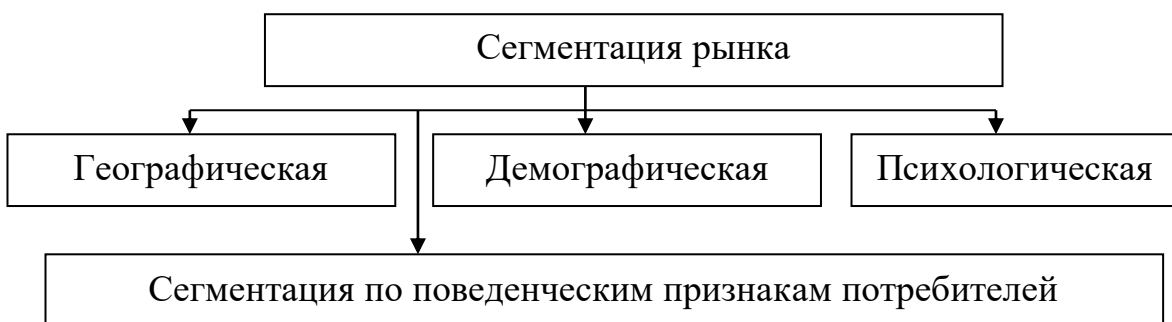 Сегментация рынка
Географическая
Демографическая
Психологическая
Сегментация по поведенческим признакам потребителей